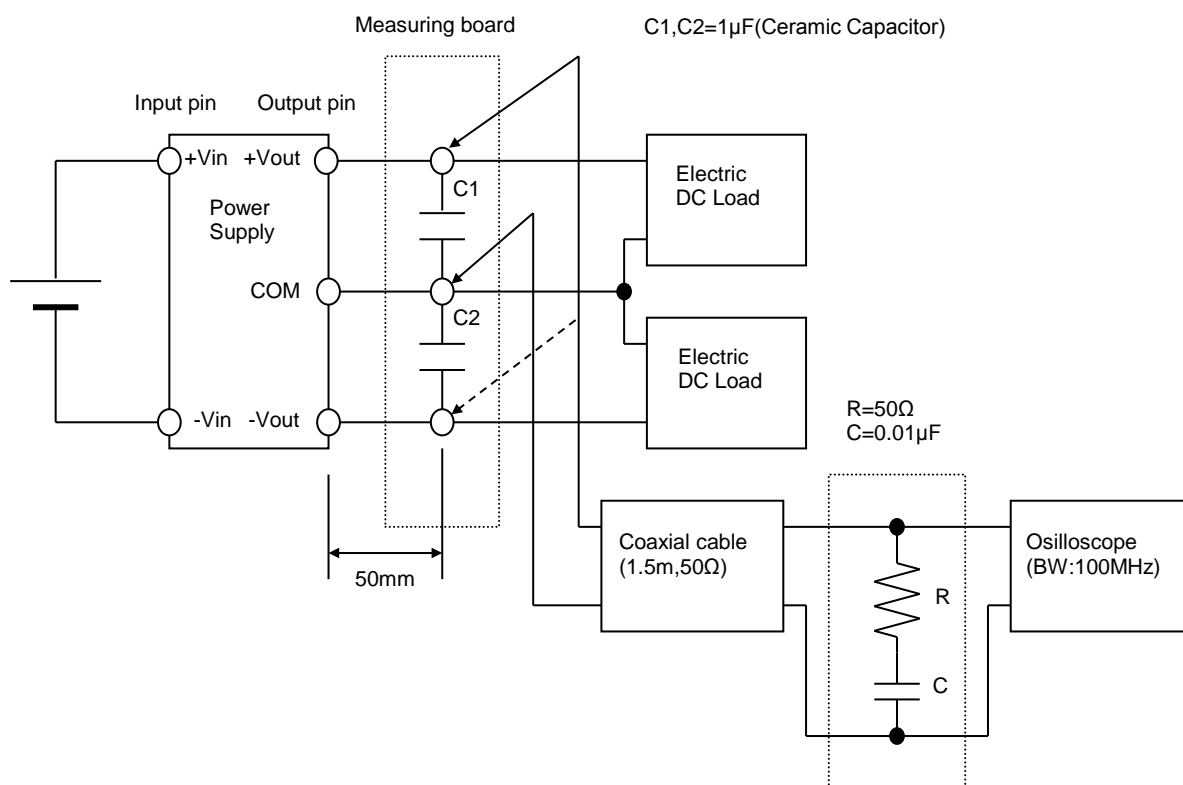 Measuring board
C1,C2=1µF(Ceramic Capacitor)
Input pin
Output pin
+Vin
+Vout
Power
Supply
COM
-Vin
-Vout
C1
C2
Electric
DC Load
Electric
DC Load
50mm
R=50Ω
C=0.01µF
Coaxial cable
(1.5m,50Ω)
R
C
Osilloscope
(BW:100MHz)